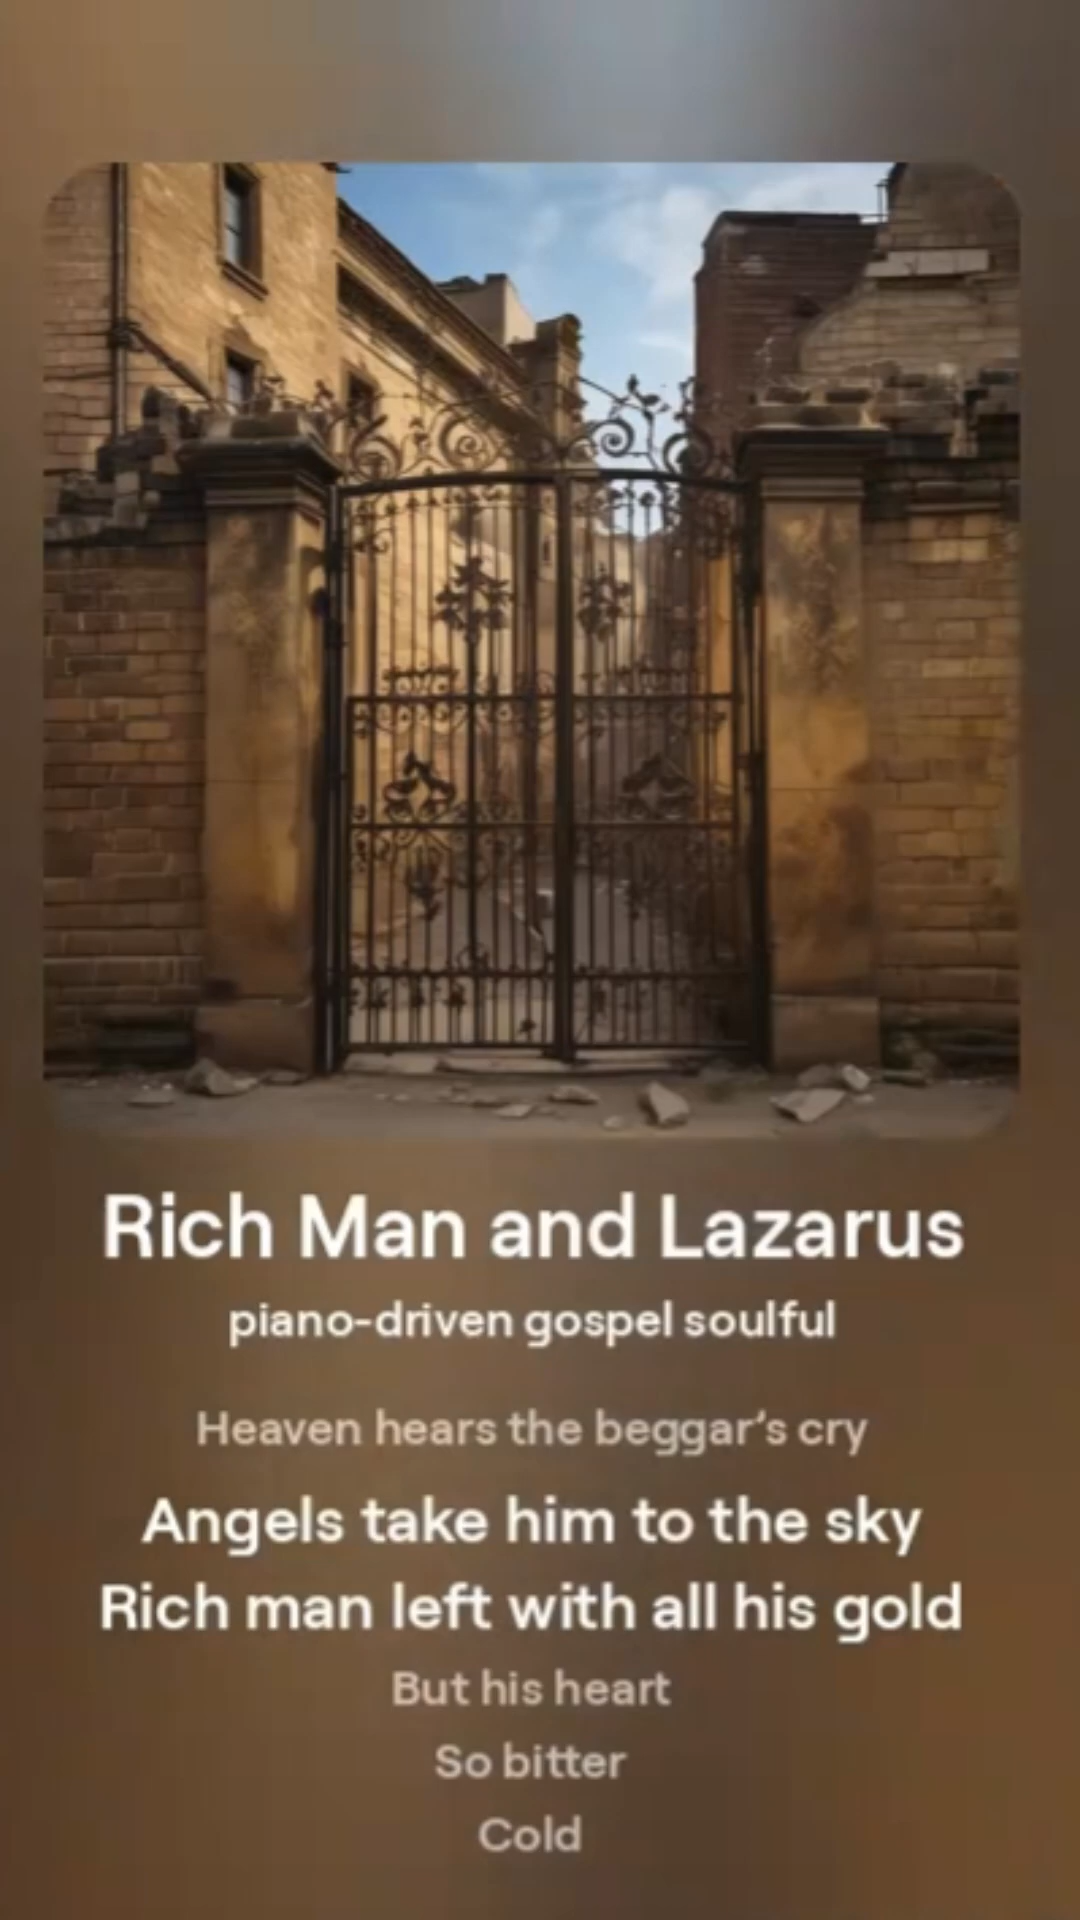 Rich Man and Lazarus
piano-driven gospel soulful
Heaven hears the beggar's cry
Angels take him to the sky
Rich man left with all his gold
But his heart
So bitter
Cold